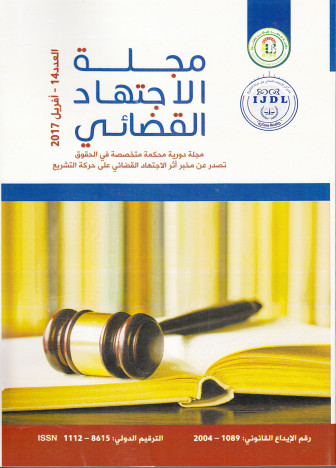 مجلة
الاجتهاد
القضائي
العدد 14 - أفريل 2017
IJDL
مجلة دورية محكمة متخصصة في الحقوق
تصدر عن مخبر أثر الاجتهاد القضائي على حركة التشريع
رقم الإيداع القانوني: 1089 - 2004
الترقيم الدولي: ISSN 1112 - 8615